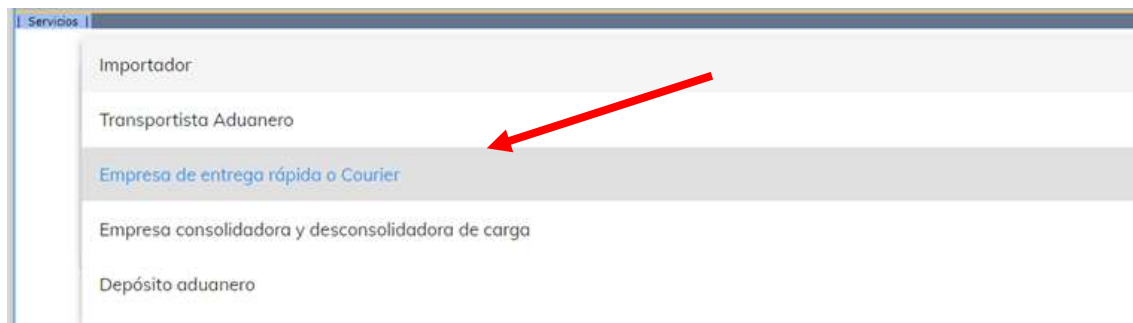 | Servicios |
Importador
Transportista Aduanero
Empresa de entrega rápida o Courier
Empresa consolidadora y desconsolidadora de carga
Depósito aduanero